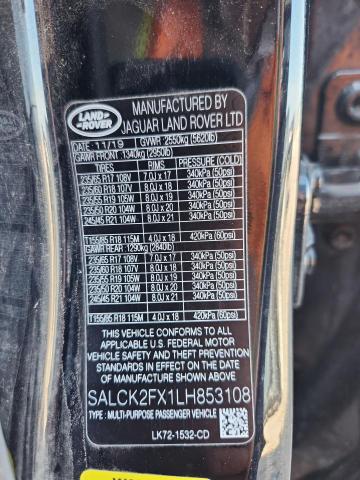 LAND ROVER
MANUFACTURED BY
JAGUAR LAND ROVER LTD
DATE 11/19 GVWR 2550kg (5620lb)
GAWR FRONT 1340kg (2950lb)
TIRES RIMS PRESSURE (COLD)
235/65 R17 108V 7.0J x 17 340kPa (50psi)
235/60 R18 107V 8.0J x 18 340kPa (50psi)
235/55 R19 105W 8.0J x 19 340kPa (50psi)
235/50 R20 104W 8.0J x 20 340kPa (50psi)
245/45 R21 104W 8.0J x 21 340kPa (50psi)
T155/85 R18 115M 4.0J x 18 420kPa (60psi)
GAWR REAR 1290kg (2840lb)
235/65 R17 108V 7.0J x 17 340kPa (50psi)
235/60 R18 107V 8.0J x 18 340kPa (50psi)
235/55 R19 105W 8.0J x 19 340kPa (50psi)
235/50 R20 104W 8.0J x 20 340kPa (50psi)
245/45 R21 104W 8.0J x 21 340kPa (50psi)
T155/85 R18 115M 4.0J x 18 420kPa (60psi)
THIS VEHICLE CONFORMS TO ALL
APPLICABLE U.S. FEDERAL MOTOR
VEHICLE SAFETY AND THEFT PREVENTION
STANDARDS IN EFFECT ON THE DATE
OF MANUFACTURE SHOWN ABOVE
SALCK2FX1LH853108
TYPE: MULTI-PURPOSE PASSENGER VEHICLE
LK72-1532-CD